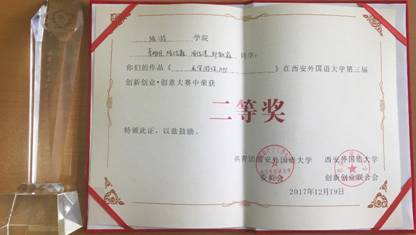 学院
同学:
你们的作品《 》在西安外国语大学第三届
创新创业·创意大赛中荣获
二等奖
特颁此证，以兹鼓励。
共青团西安外国语大学 西安外国语大学
委员会 创新创业联合会
2017年12月19日